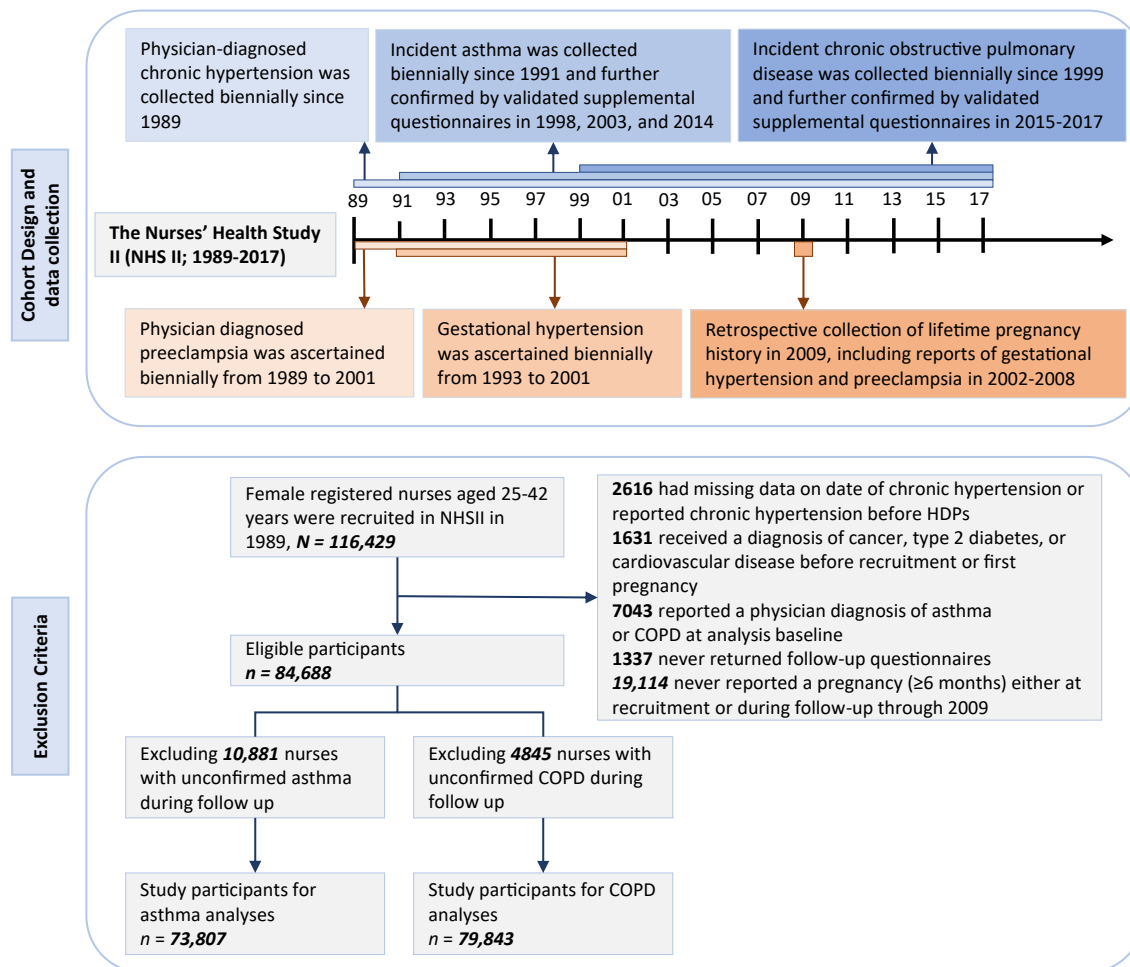 Cohort Design and
data collection
Physician-diagnosed
chronic hypertension was
collected biennially since
1989
Incident asthma was collected
biennially since 1991 and further
confirmed by validated supplemental
questionnaires in 1998, 2003, and 2014
Incident chronic obstructive pulmonary
disease was collected biennially since 1999
and further confirmed by validated
supplemental questionnaires in 2015-2017
89 91 93 95 97 99 01 03 05 07 09 11 13 15 17
The Nurses’ Health Study
II (NHS II; 1989-2017)
Physician diagnosed
preeclampsia was ascertained
biennially from 1989 to 2001
Gestational hypertension
was ascertained biennially
from 1993 to 2001
Retrospective collection of lifetime pregnancy
history in 2009, including reports of gestational
hypertension and preeclampsia in 2002-2008
Exclusion Criteria
Female registered nurses aged 25-42
years were recruited in NHSII in
1989, N = 116,429
2616 had missing data on date of chronic hypertension or
reported chronic hypertension before HDPs
1631 received a diagnosis of cancer, type 2 diabetes, or
cardiovascular disease before recruitment or first
pregnancy
7043 reported a physician diagnosis of asthma
or COPD at analysis baseline
1337 never returned follow-up questionnaires
19,114 never reported a pregnancy (≥6 months) either at
recruitment or during follow-up through 2009
Eligible participants
n = 84,688
Excluding 10,881 nurses
with unconfirmed asthma
during follow up
Excluding 4845 nurses with
unconfirmed COPD during
follow up
Study participants for
asthma analyses
n = 73,807
Study participants for COPD
analyses
n = 79,843